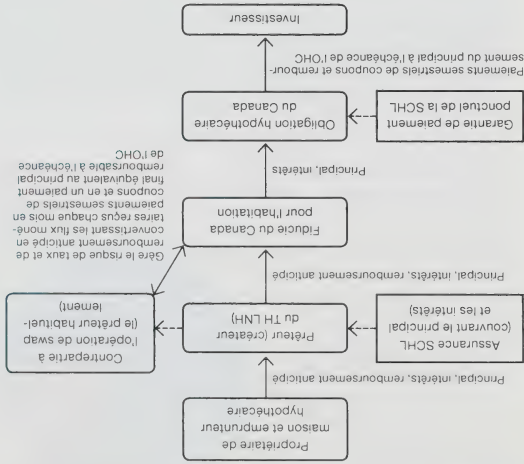 Propriétaire de
maison et emprunteur
hypothécaire
Principal, intérêts, remboursement anticipé
Assurance SCHL
(couvrant le principal
et les intérêts)
Prêteur (créateur
du TH LNH)
Contrepartie à
l'opération de swap
(le prêteur habituel-
lement)
Principal, intérêts, remboursement anticipé
Fiducie du Canada
pour l'habitation
Gère le risque de taux et de
remboursement anticipé en
convertissant les flux moné-
taires reçus chaque mois en
paiements semestriels de
coupons et en un paiement
final équivalent au principal
remboursable à l'échéance
de l'OHC
Principal, intérêts
Garantie de paiement
ponctuel de la SCHL
Obligation hypothécaire
du Canada
Paiements semestriels de coupons et rembour-
sement du principal à l'échéance de l'OHC
Investisseur